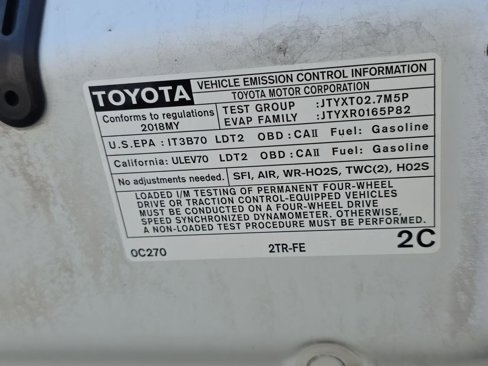 TOYOTA
VEHICLE EMISSION CONTROL INFORMATION
TOYOTA MOTOR CORPORATION
Conforms to regulations
2018MY
TEST GROUP :JTYXT02.7M5P
EVAP FAMILY :JTYXR0165P82
U.S.EPA : IT3B70 LDT2 OBD : CAII Fuel: Gasoline
California: ULEV70 LDT2 OBD : CAII Fuel: Gasoline
No adjustments needed. SFI, AIR, WR-HO2S, TWC(2), HO2S
LOADED I/M TESTING OF PERMANENT FOUR-WHEEL
DRIVE OR TRACTION CONTROL-EQUIPPED VEHICLES
MUST BE CONDUCTED ON A FOUR-WHEEL DRIVE
SPEED SYNCHRONIZED DYNAMOMETER. OTHERWISE,
A NON-LOADED TEST PROCEDURE MUST BE PERFORMED.
0C270 2TR-FE 2C